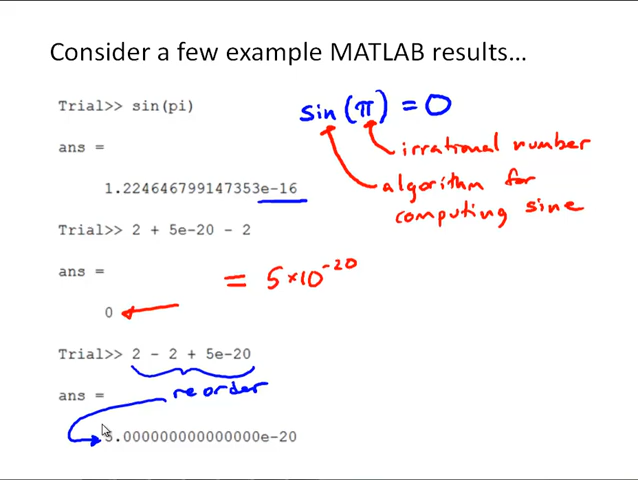 Consider a few example MATLAB results…
Trial>> sin(pi)
sin(π) = 0
irrational number
ans =
algorithm for
computing sine
1.224646799147353e-16
Trial>> 2 + 5e-20 - 2
ans =
= 5×10⁻²⁰
0
Trial>> 2 - 2 + 5e-20
reorder
ans =
5.000000000000000e-20